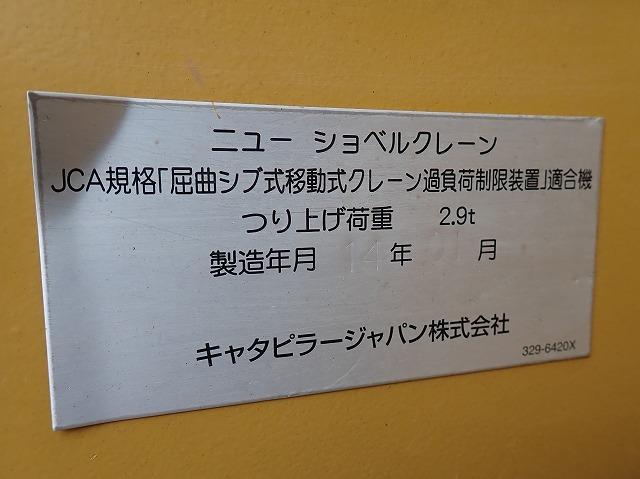 ニュー ショベルクレーン
JCA規格｢屈曲シブ式移動式クレーン過負荷制限装置｣適合機
つり上げ荷重 2.9t
製造年月 14年 月
キャタピラージャパン株式会社
329-6420X